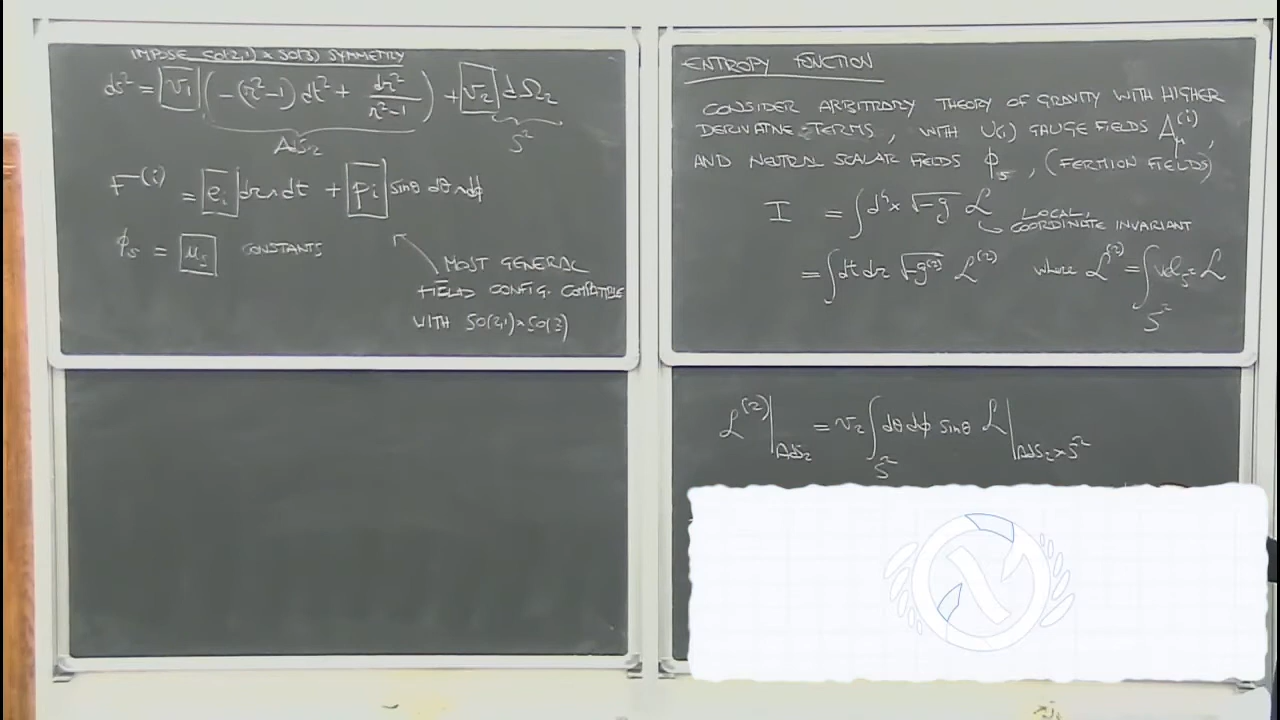 IMPOSE SO(2,1) × SO(3) SYMMETRY
ds² = v₁ ( -(r²-1) dt² + dr²/(r²-1) ) + v₂ dΩ₂
AdS₂ S²
F⁽ⁱ⁾ = eᵢ dr∧dt + pᵢ sinθ dθ∧dϕ
ϕₛ = uₛ CONSTANTS
MOST GENERAL
FIELD CONFIG. COMPATIBLE
WITH SO(2,1)×SO(3)
ENTROPY FUNCTION
CONSIDER ARBITRARY THEORY OF GRAVITY WITH HIGHER
DERIVATIVE TERMS, WITH U(1) GAUGE FIELDS A_μ⁽ⁱ⁾,
AND NEUTRAL SCALAR FIELDS ϕₛ, (FERMION FIELDS)
I = ∫d⁴x √-g ℒ
LOCAL,
COORDINATE INVARIANT
= ∫dt dr √-g⁽²⁾ ℒ⁽²⁾ where ℒ⁽²⁾ = ∫_S² vol_S² ℒ
ℒ⁽²⁾|_AdS₂ = v₂ ∫_S² dθ dϕ sinθ ℒ|_AdS₂×S²